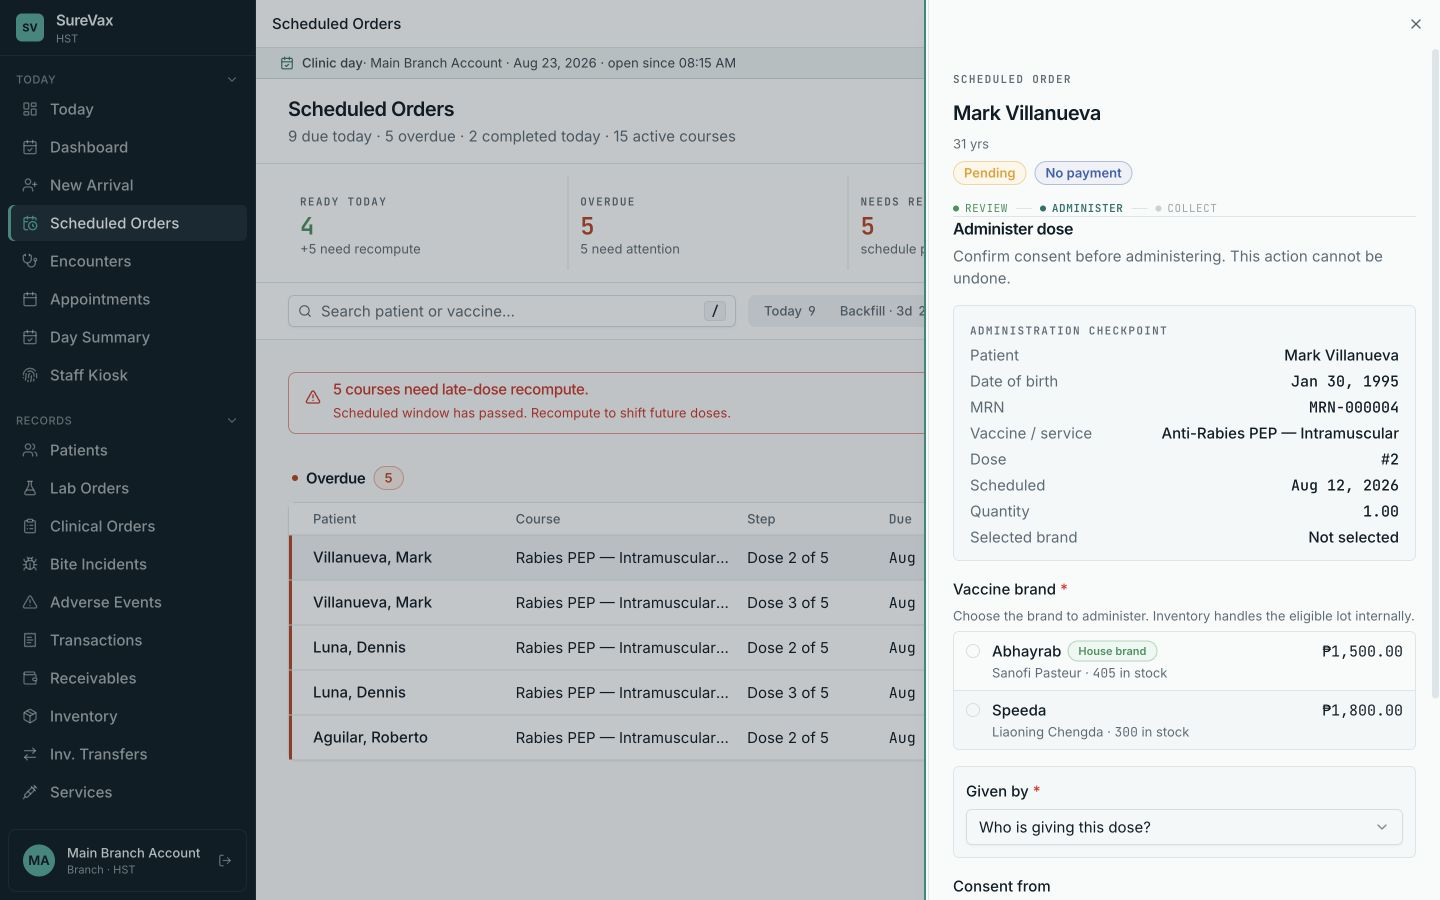 SV
SureVax
HST
TODAY
Today
Dashboard
New Arrival
Scheduled Orders
Encounters
Appointments
Day Summary
Staff Kiosk
RECORDS
Patients
Lab Orders
Clinical Orders
Bite Incidents
Adverse Events
Transactions
Receivables
Inventory
Inv. Transfers
Services
MA
Main Branch Account
Branch · HST
Scheduled Orders
Clinic day · Main Branch Account · Aug 23, 2026 · open since 08:15 AM
Scheduled Orders
9 due today · 5 overdue · 2 completed today · 15 active courses
READY TODAY
4
+5 need recompute
OVERDUE
5
5 need attention
NEEDS RE
5
schedule p
Search patient or vaccine... /
Today 9 Backfill · 3d 2
5 courses need late-dose recompute.
Scheduled window has passed. Recompute to shift future doses.
Overdue 5
Patient Course Step Due
Villanueva, Mark Rabies PEP — Intramuscular... Dose 2 of 5 Aug
Villanueva, Mark Rabies PEP — Intramuscular... Dose 3 of 5 Aug
Luna, Dennis Rabies PEP — Intramuscular... Dose 2 of 5 Aug
Luna, Dennis Rabies PEP — Intramuscular... Dose 3 of 5 Aug
Aguilar, Roberto Rabies PEP — Intramuscular... Dose 2 of 5 Aug
SCHEDULED ORDER
Mark Villanueva
31 yrs
Pending No payment
REVIEW ADMINISTER COLLECT
Administer dose
Confirm consent before administering. This action cannot be
undone.
ADMINISTRATION CHECKPOINT
Patient Mark Villanueva
Date of birth Jan 30, 1995
MRN MRN-000004
Vaccine / service Anti-Rabies PEP — Intramuscular
Dose #2
Scheduled Aug 12, 2026
Quantity 1.00
Selected brand Not selected
Vaccine brand *
Choose the brand to administer. Inventory handles the eligible lot internally.
Abhayrab House brand ₱1,500.00
Sanofi Pasteur · 405 in stock
Speeda ₱1,800.00
Liaoning Chengda · 300 in stock
Given by *
Who is giving this dose?
Consent from